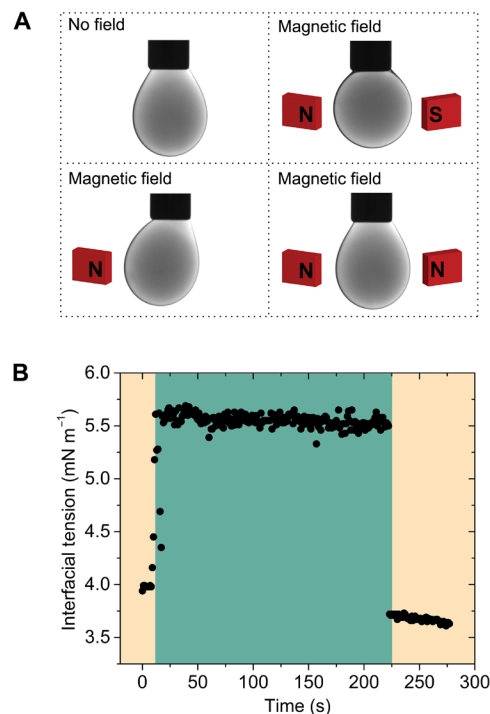 A
No field
Magnetic field
N
S
Magnetic field
N
Magnetic field
N
N
B
Interfacial tension (mN m⁻¹)
6.0
5.5
5.0
4.5
4.0
3.5
0
50
100
150
200
250
300
Time (s)